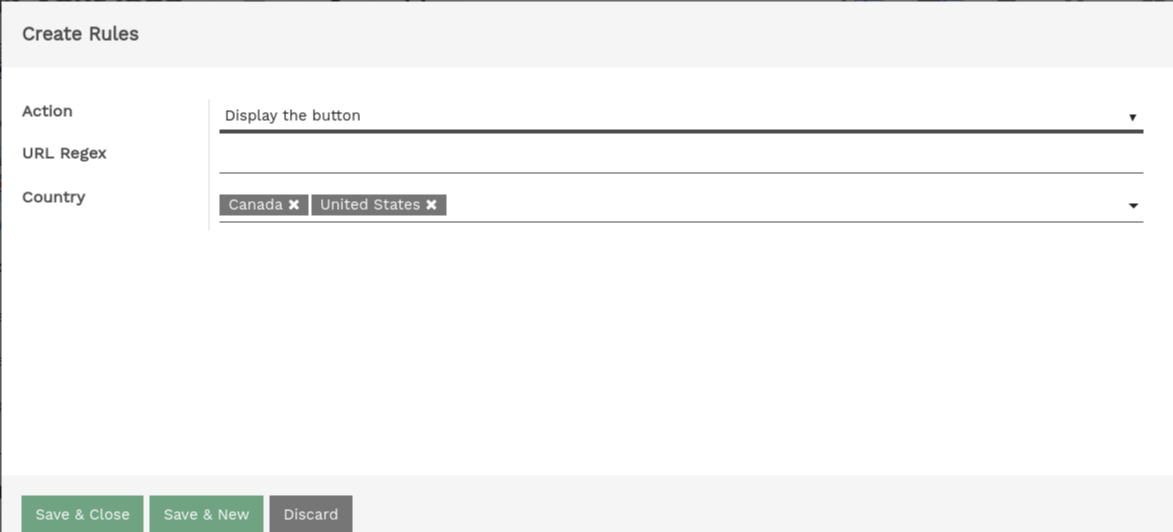 Create Rules
Action
Display the button
URL Regex
Country
Canada ✖ United States ✖
Save & Close Save & New Discard